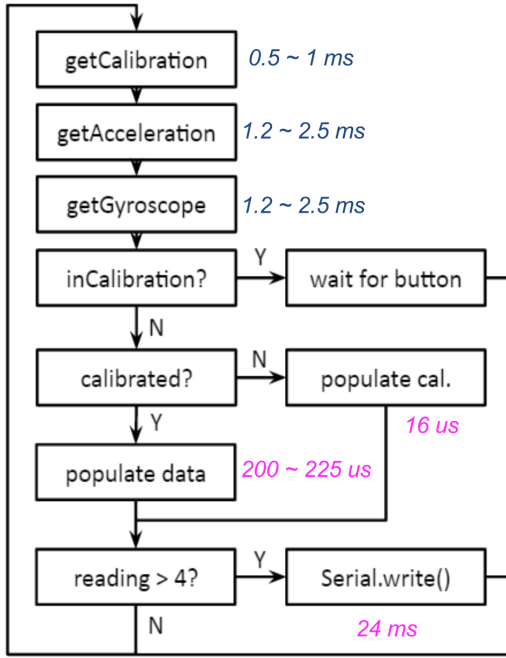 getCalibration 0.5 ~ 1 ms
getAcceleration 1.2 ~ 2.5 ms
getGyroscope 1.2 ~ 2.5 ms
Y
inCalibration? wait for button
N
N
calibrated? populate cal.
Y
16 us
populate data 200 ~ 225 us
Y
reading > 4? Serial.write()
N
24 ms